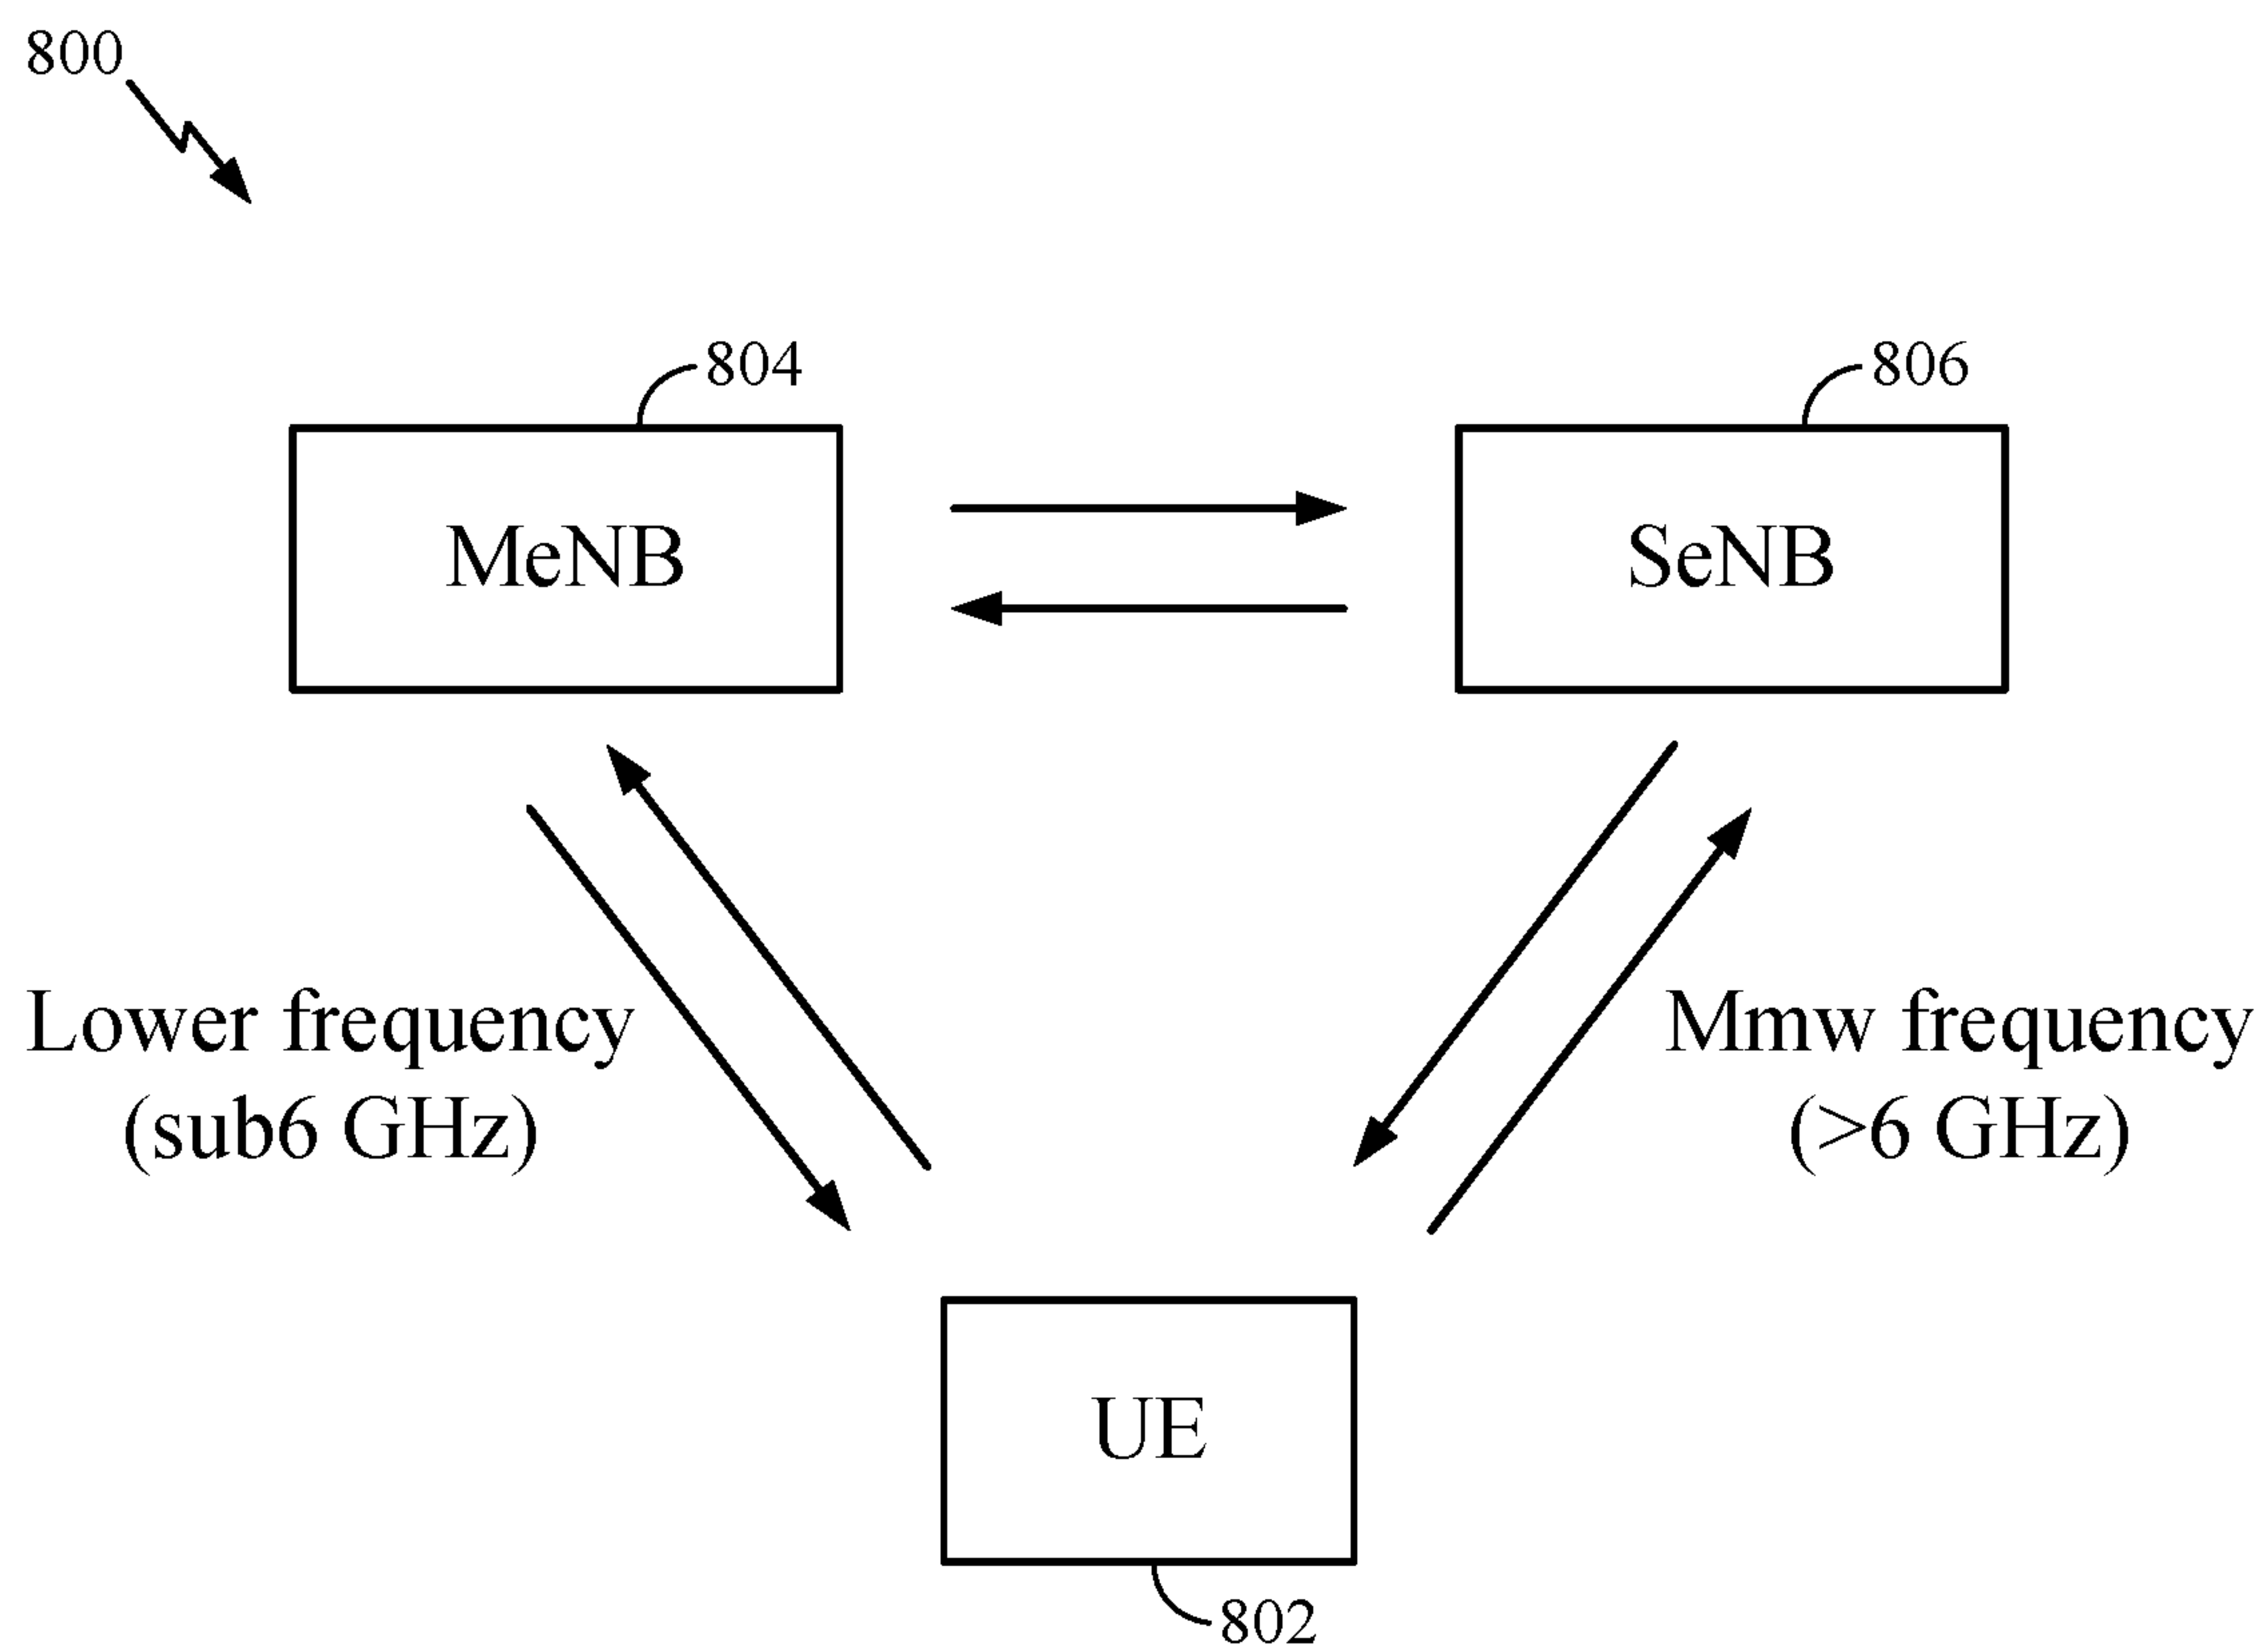 800
804
806
MeNB
SeNB
Lower frequency
(sub6 GHz)
Mmw frequency
(>6 GHz)
UE
802